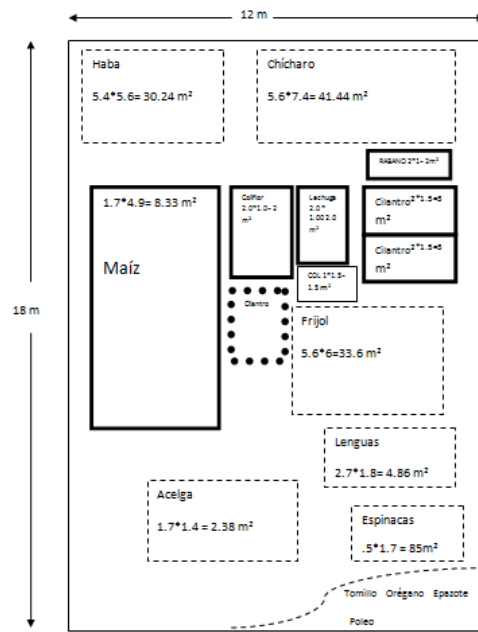 12 m
Haba
5.4*5.6= 30.24 m²
Chícharo
5.6*7.4= 41.44 m²
RABANO 2*1= 2m²
1.7*4.9= 8.33 m²
Maíz
Coliflor
2.0*1.0= 2
m²
Lechuga
2.0 *
1.00 2.0
m²
Cilantro 2*1.5=3
m²
Cilantro 2*1.5=3
m²
COL 1*1.5=
1.5 m²
Cilantro
18 m
Frijol
5.6*6=33.6 m²
Lenguas
2.7*1.8= 4.86 m²
Acelga
1.7*1.4 = 2.38 m²
Espinacas
.5*1.7 = 85m²
Tomillo Orégano Epazote
Poleo